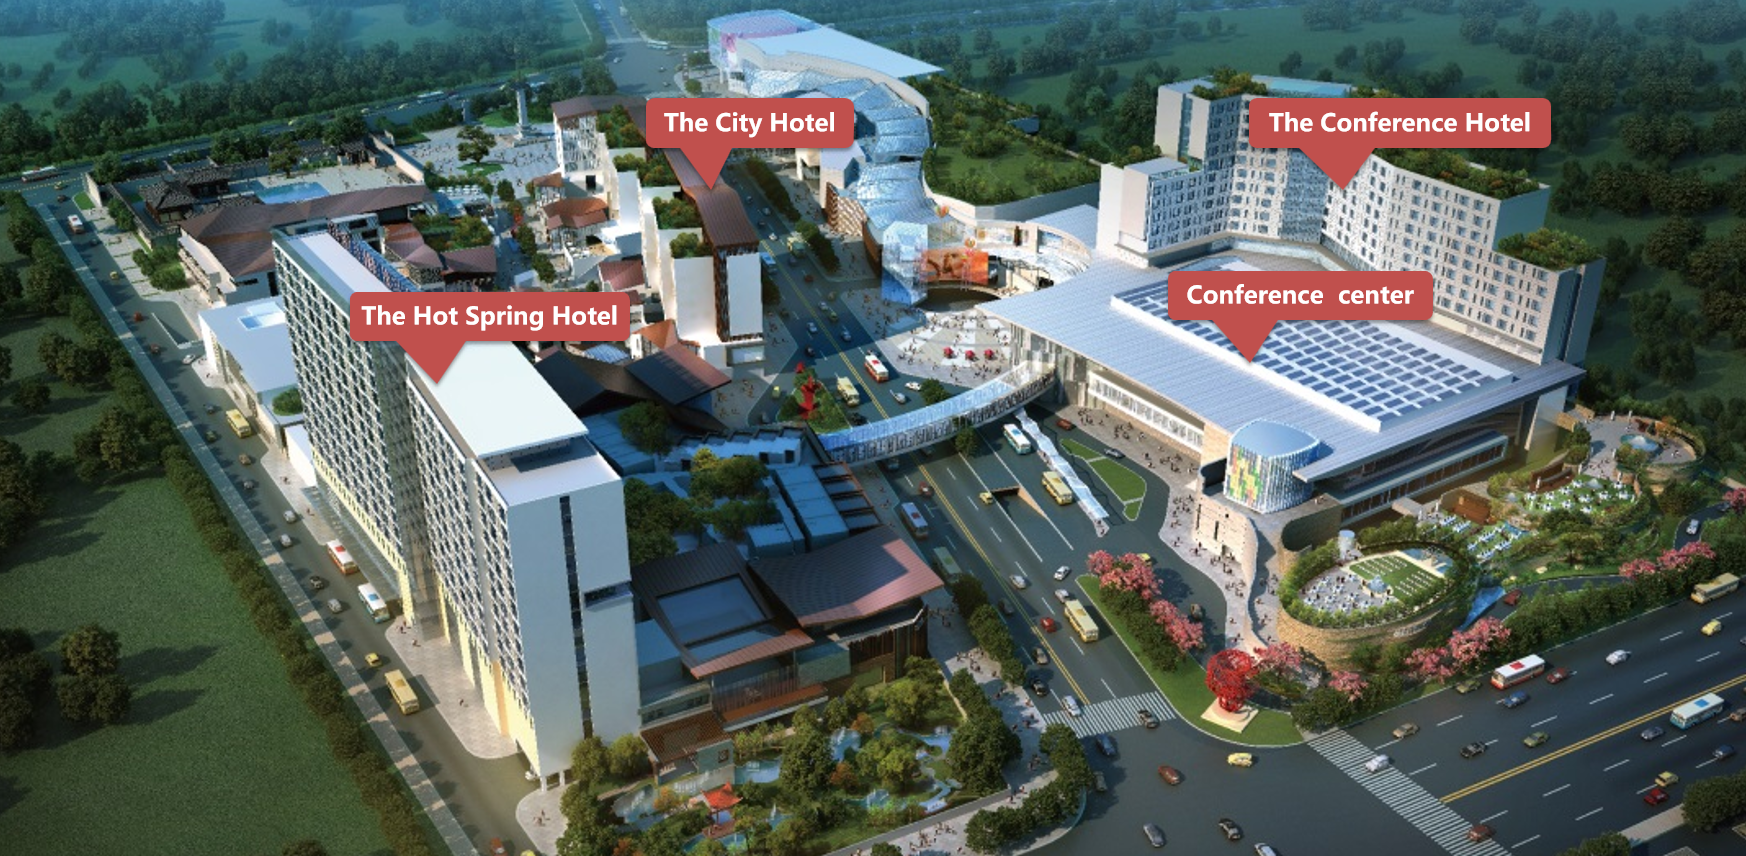 The City Hotel
The Conference Hotel
Conference center
The Hot Spring Hotel